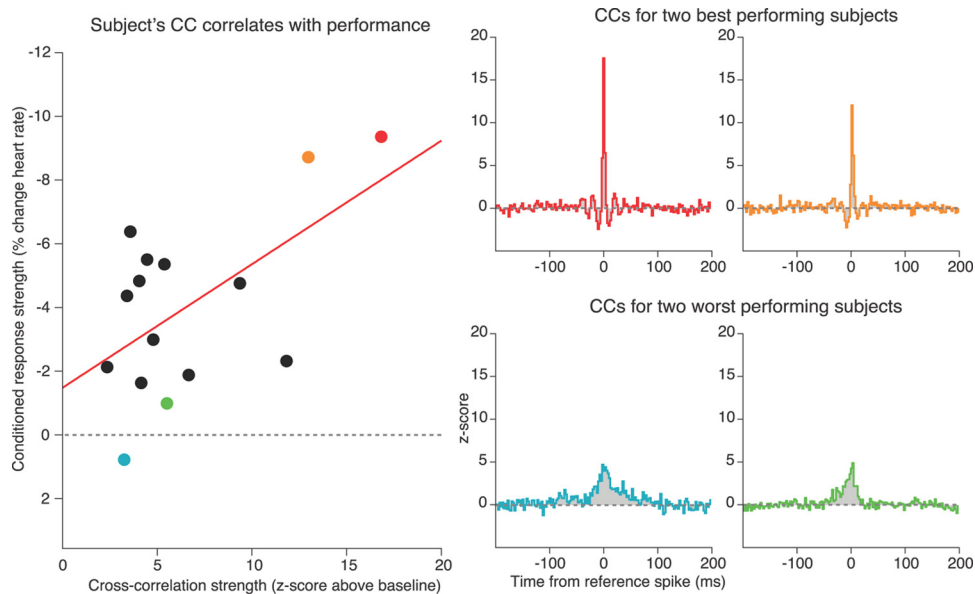 Subject's CC correlates with performance
-12
-10
-8
-6
-4
-2
0
2
Conditioned response strength (% change heart rate)
0 5 10 15 20
Cross-correlation strength (z-score above baseline)
CCs for two best performing subjects
20
15
10
5
0
-100 0 100 200
20
15
10
5
0
-100 0 100 200
CCs for two worst performing subjects
20
15
10
5
0
z-score
-100 0 100 200
20
15
10
5
0
-100 0 100 200
Time from reference spike (ms)